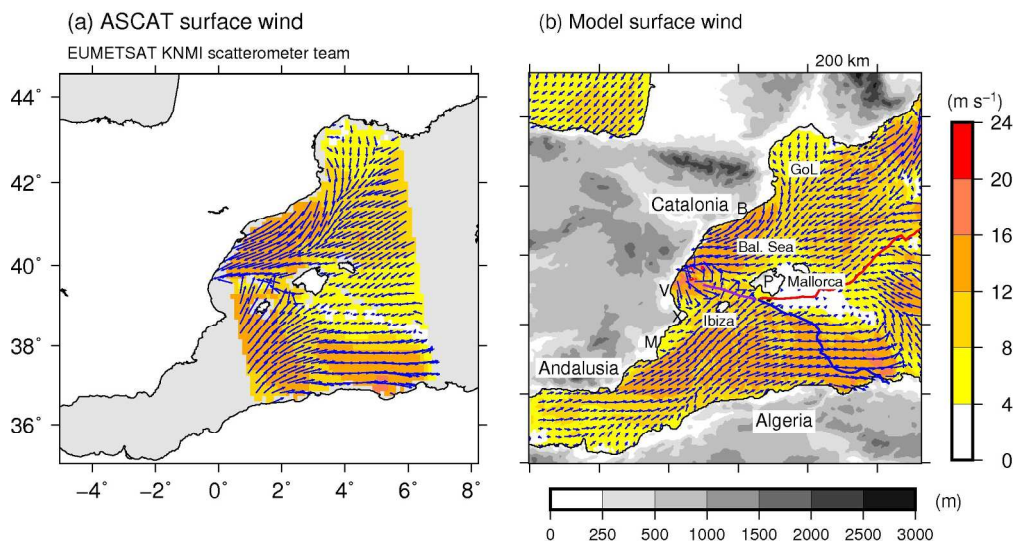 (a) ASCAT surface wind
EUMETSAT KNMI scatterometer team
44°
42°
40°
39°
38°
36°
−4° −2° 0° 2° 4° 6° 8°
(b) Model surface wind
200 km
GoL
Catalonia B
Bal. Sea
P Mallorca
V
X Ibiza
M
Andalusia
Algeria
(m s⁻¹)
24
20
16
12
8
4
0
0 250 500 1000 1500 2000 2500 3000
(m)